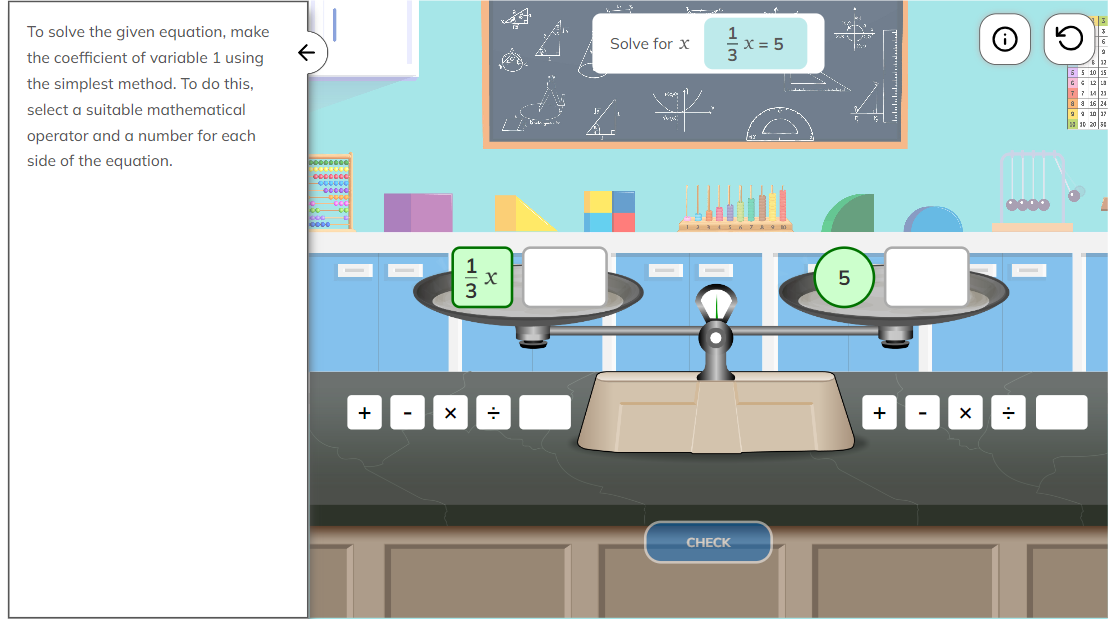 To solve the given equation, make
the coefficient of variable 1 using
the simplest method. To do this,
select a suitable mathematical
operator and a number for each
side of the equation.
Solve for x
1/3 x = 5
1/3 x
5
+ - × ÷
+ - × ÷
CHECK